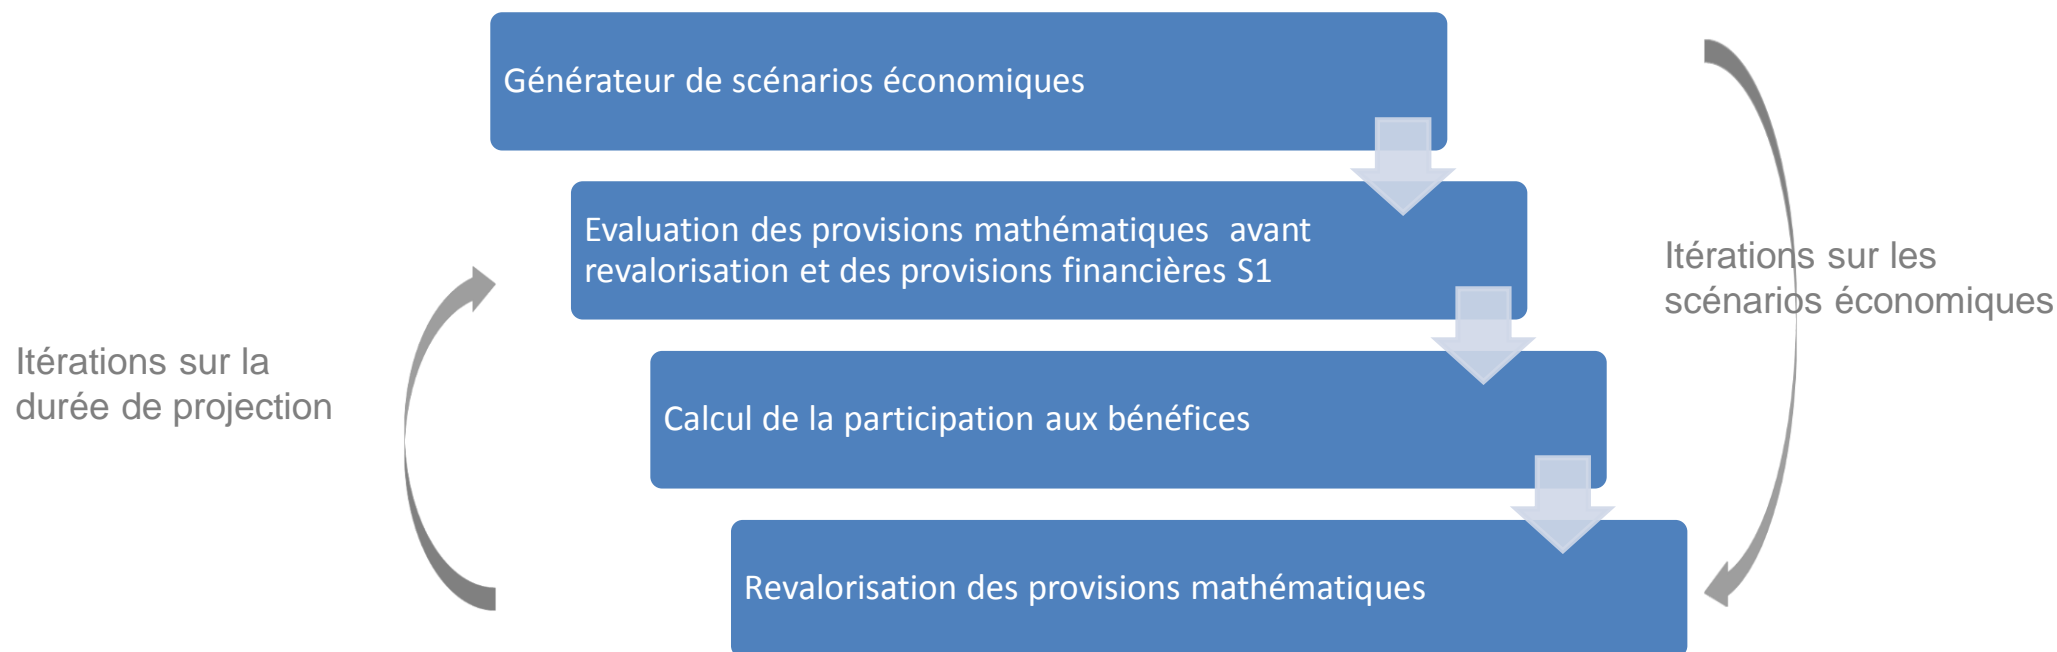 Générateur de scénarios économiques
Evaluation des provisions mathématiques  avant
revalorisation et des provisions financières S1
Itérations sur les
scénarios économiques
Itérations sur la
durée de projection
Calcul de la participation aux bénéfices
Revalorisation des provisions mathématiques